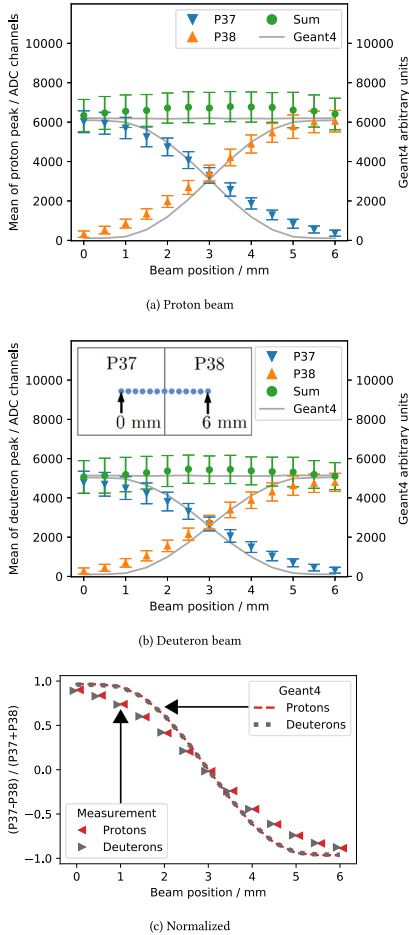 P37 Sum
P38 Geant4
Mean of proton peak / ADC channels
10000
8000
6000
4000
2000
0
10000
8000
6000
4000
2000
0
Geant4 arbitrary units
0 1 2 3 4 5 6
Beam position / mm
(a) Proton beam
P37 P38
0 mm 6 mm
P37
P38
Sum
Geant4
Mean of deuteron peak / ADC channels
10000
8000
6000
4000
2000
0
10000
8000
6000
4000
2000
0
Geant4 arbitrary units
0 1 2 3 4 5 6
Beam position / mm
(b) Deuteron beam
(P37-P38) / (P37+P38)
1.0
0.5
0.0
−0.5
−1.0
Geant4
Protons
Deuterons
Measurement
Protons
Deuterons
0 1 2 3 4 5 6
Beam position / mm
(c) Normalized